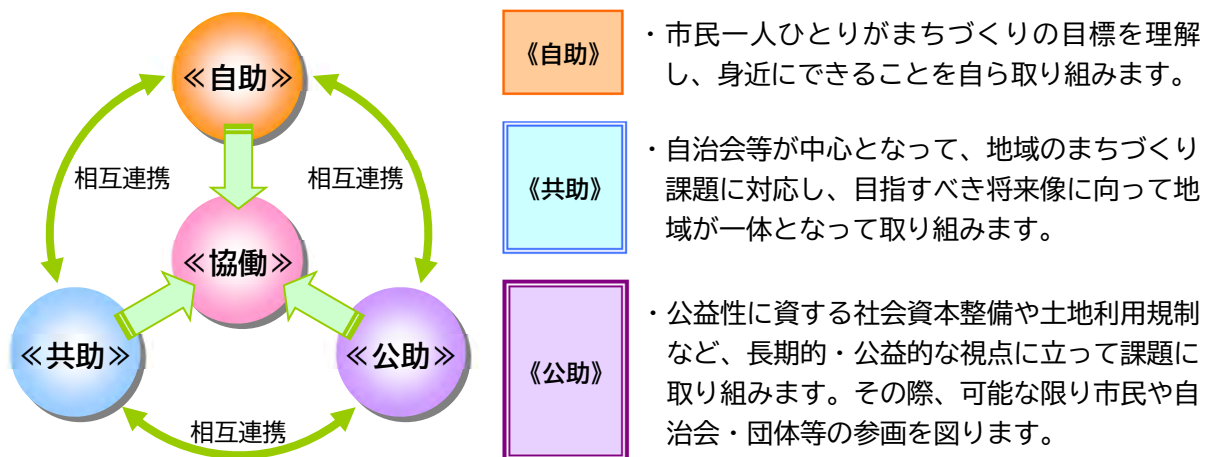 ≪自助≫
相互連携
相互連携
≪協働≫
≪共助≫
≪公助≫
相互連携
《自助》
・市民一人ひとりがまちづくりの目標を理解
し、身近にできることを自ら取り組みます。
《共助》
・自治会等が中心となって、地域のまちづくり
課題に対応し、目指すべき将来像に向って地
域が一体となって取り組みます。
《公助》
・公益性に資する社会資本整備や土地利用規制
など、長期的・公益的な視点に立って課題に
取り組みます。その際、可能な限り市民や自
治会・団体等の参画を図ります。